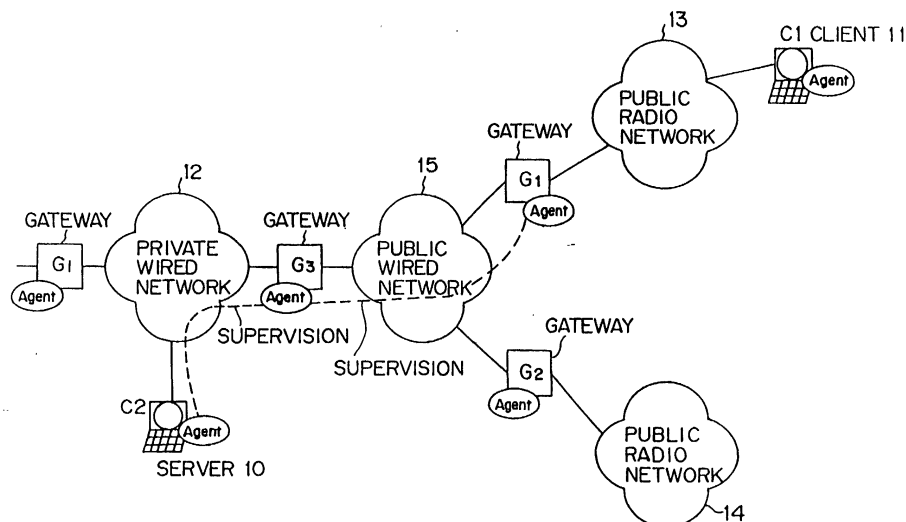 13
C1 CLIENT 11
Agent
PUBLIC
RADIO
NETWORK
GATEWAY
G1
Agent
12
15
GATEWAY
G1
Agent
PRIVATE
WIRED
NETWORK
GATEWAY
G3
Agent
PUBLIC
WIRED
NETWORK
SUPERVISION
SUPERVISION
GATEWAY
G2
Agent
C2
Agent
SERVER 10
PUBLIC
RADIO
NETWORK
14